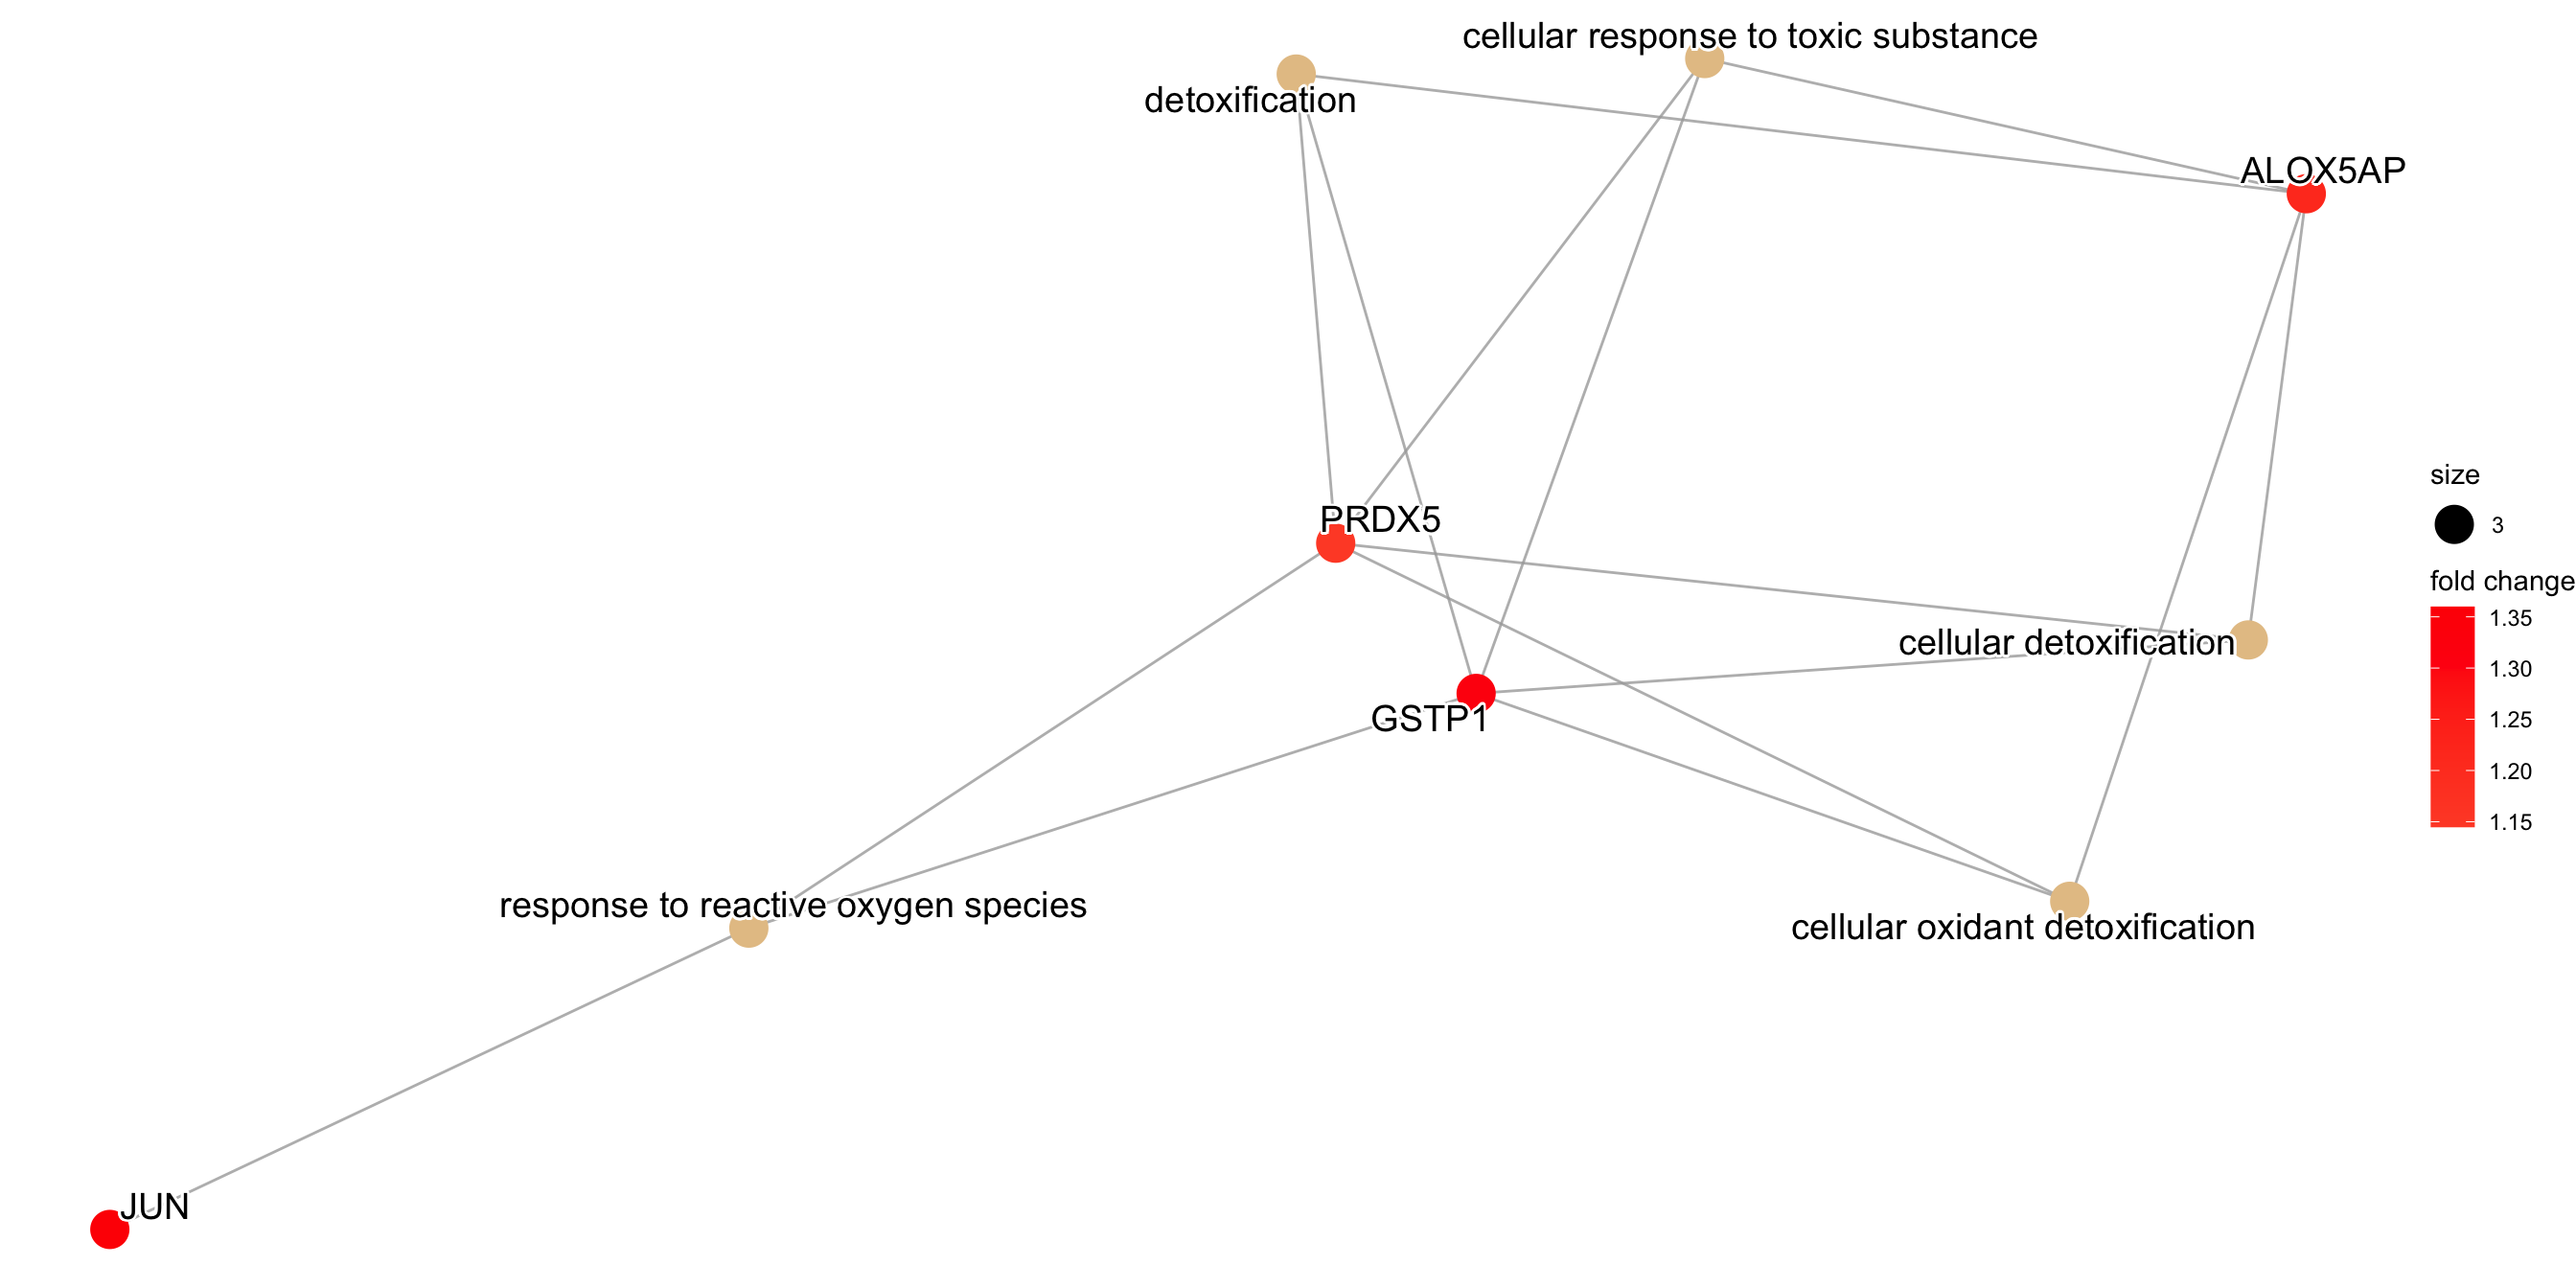 cellular response to toxic substance
detoxification
ALOX5AP
size
3
PRDX5
fold change
1.35
1.30
1.25
1.20
1.15
cellular detoxification
GSTP1
response to reactive oxygen species
cellular oxidant detoxification
JUN